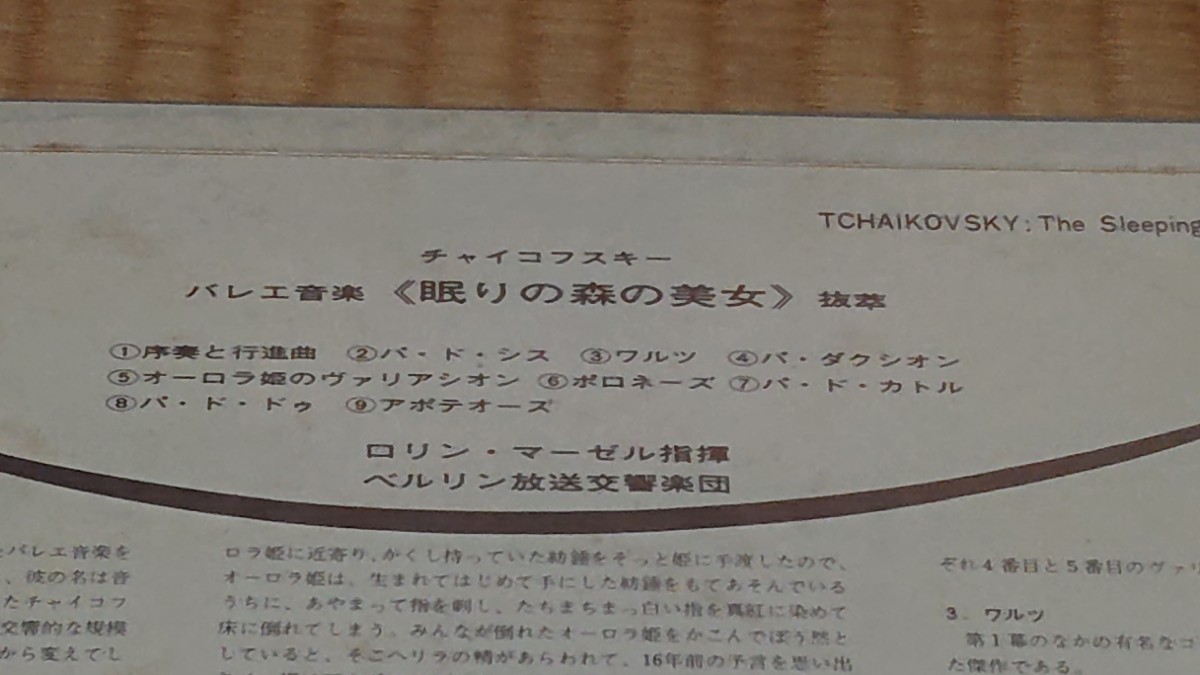 TCHAIKOVSKY: The Sleeping
チャイコフスキー
バレエ音楽《眠りの森の美女》抜萃
①序奏と行進曲 ②パ・ド・シス ③ワルツ ④パ・ダクシオン
⑤オーロラ姫のヴァリアシオン ⑥ポロネーズ ⑦パ・ド・カトル
⑧パ・ド・ドゥ ⑨アポテオーズ
ロリン・マーゼル指揮
ベルリン放送交響楽団
バレエ音楽を
、彼の名は音
たチャイコフ
交響的な規模
から変えてし
ロラ姫に近寄り、かくし持っていた紡錘をそっと姫に手渡したので、
オーロラ姫は、生まれてはじめて手にした紡錘をもてあそんでいる
うちに、あやまって指を刺し、たちまちまっ白い指を真紅に染めて
床に倒れてしまう。みんなが倒れたオーロラ姫をかこんでぼう然と
していると、そこへリラの精があらわれて、16年前の予言を思い出
ぞれ4番目と5番目のヴァリ
3. ワルツ
第1幕のなかの有名なコ
た傑作である。